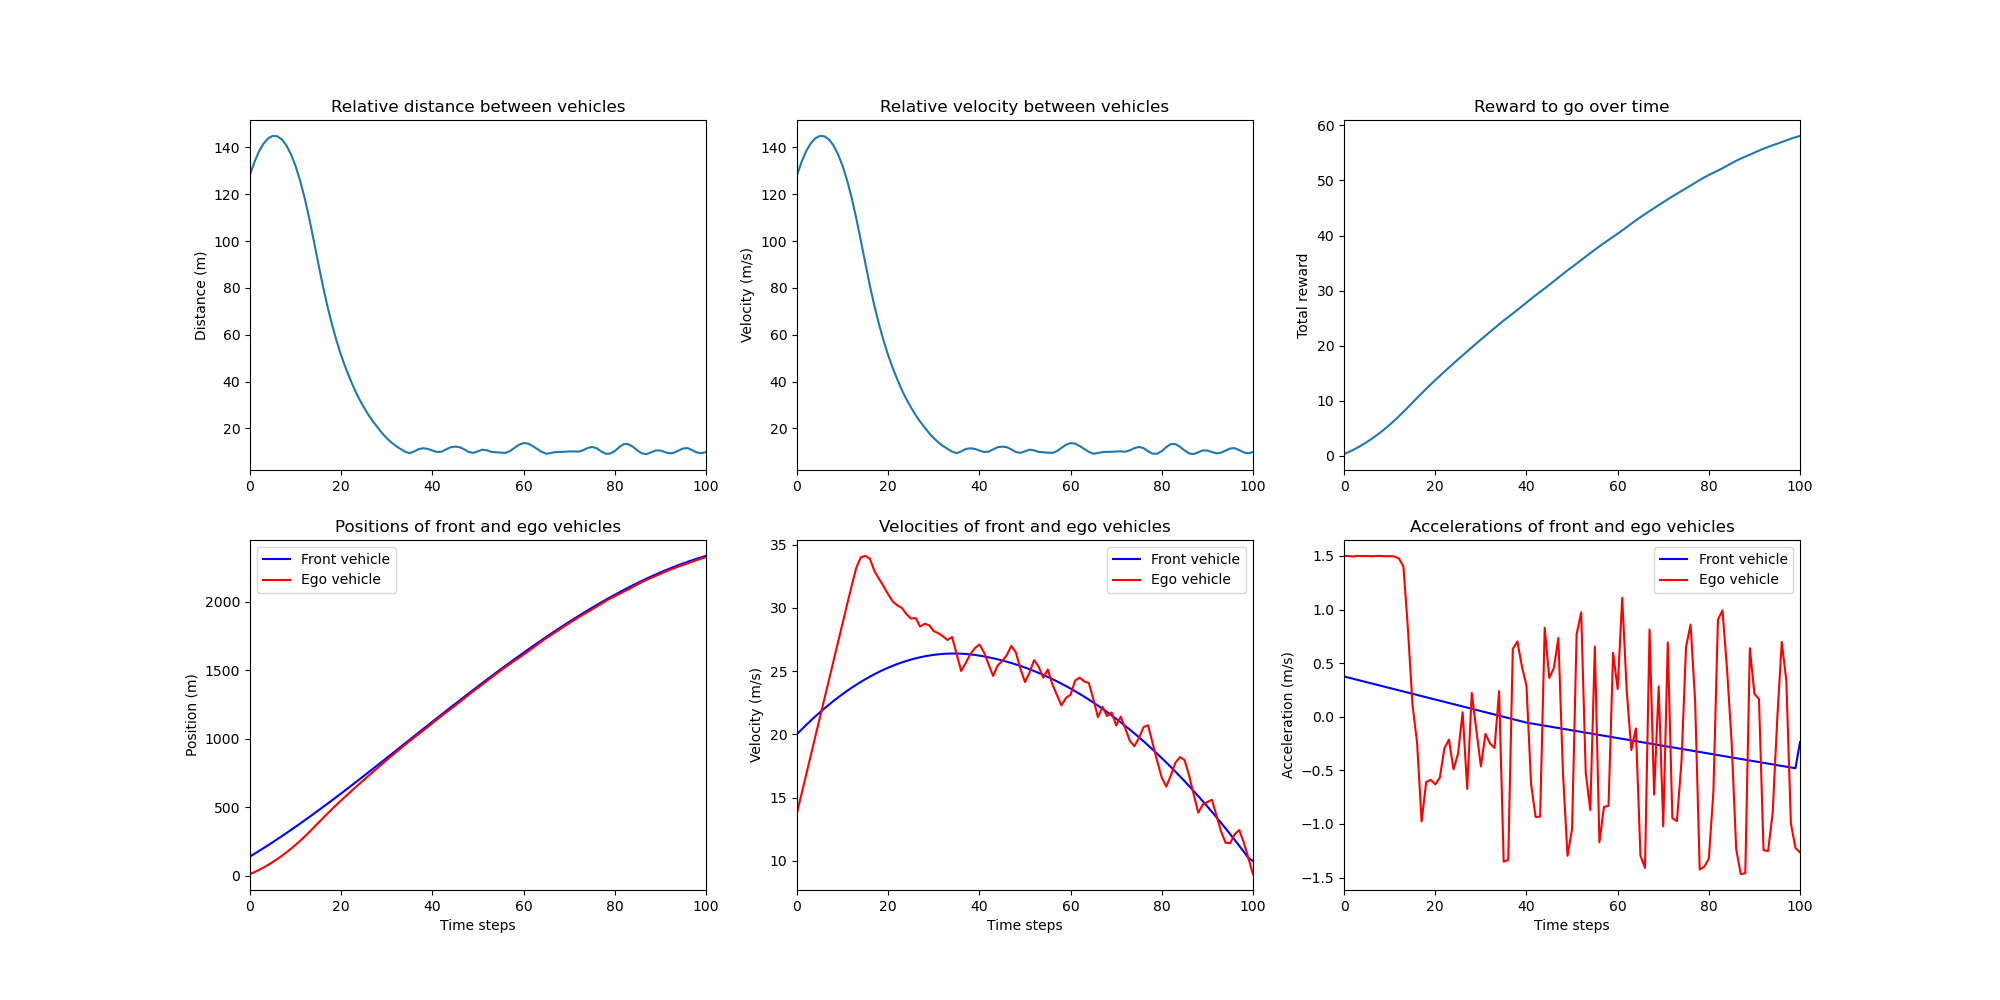 Relative distance between vehicles
Distance (m)
140
120
100
80
60
40
20
0 20 40 60 80 100
Relative velocity between vehicles
Velocity (m/s)
140
120
100
80
60
40
20
0 20 40 60 80 100
Reward to go over time
Total reward
60
50
40
30
20
10
0
0 20 40 60 80 100
Positions of front and ego vehicles
Front vehicle
Ego vehicle
Position (m)
2000
1500
1000
500
0
0 20 40 60 80 100
Time steps
Velocities of front and ego vehicles
Front vehicle
Ego vehicle
Velocity (m/s)
35
30
25
20
15
10
0 20 40 60 80 100
Time steps
Accelerations of front and ego vehicles
Front vehicle
Ego vehicle
Acceleration (m/s)
1.5
1.0
0.5
0.0
−0.5
−1.0
−1.5
0 20 40 60 80 100
Time steps